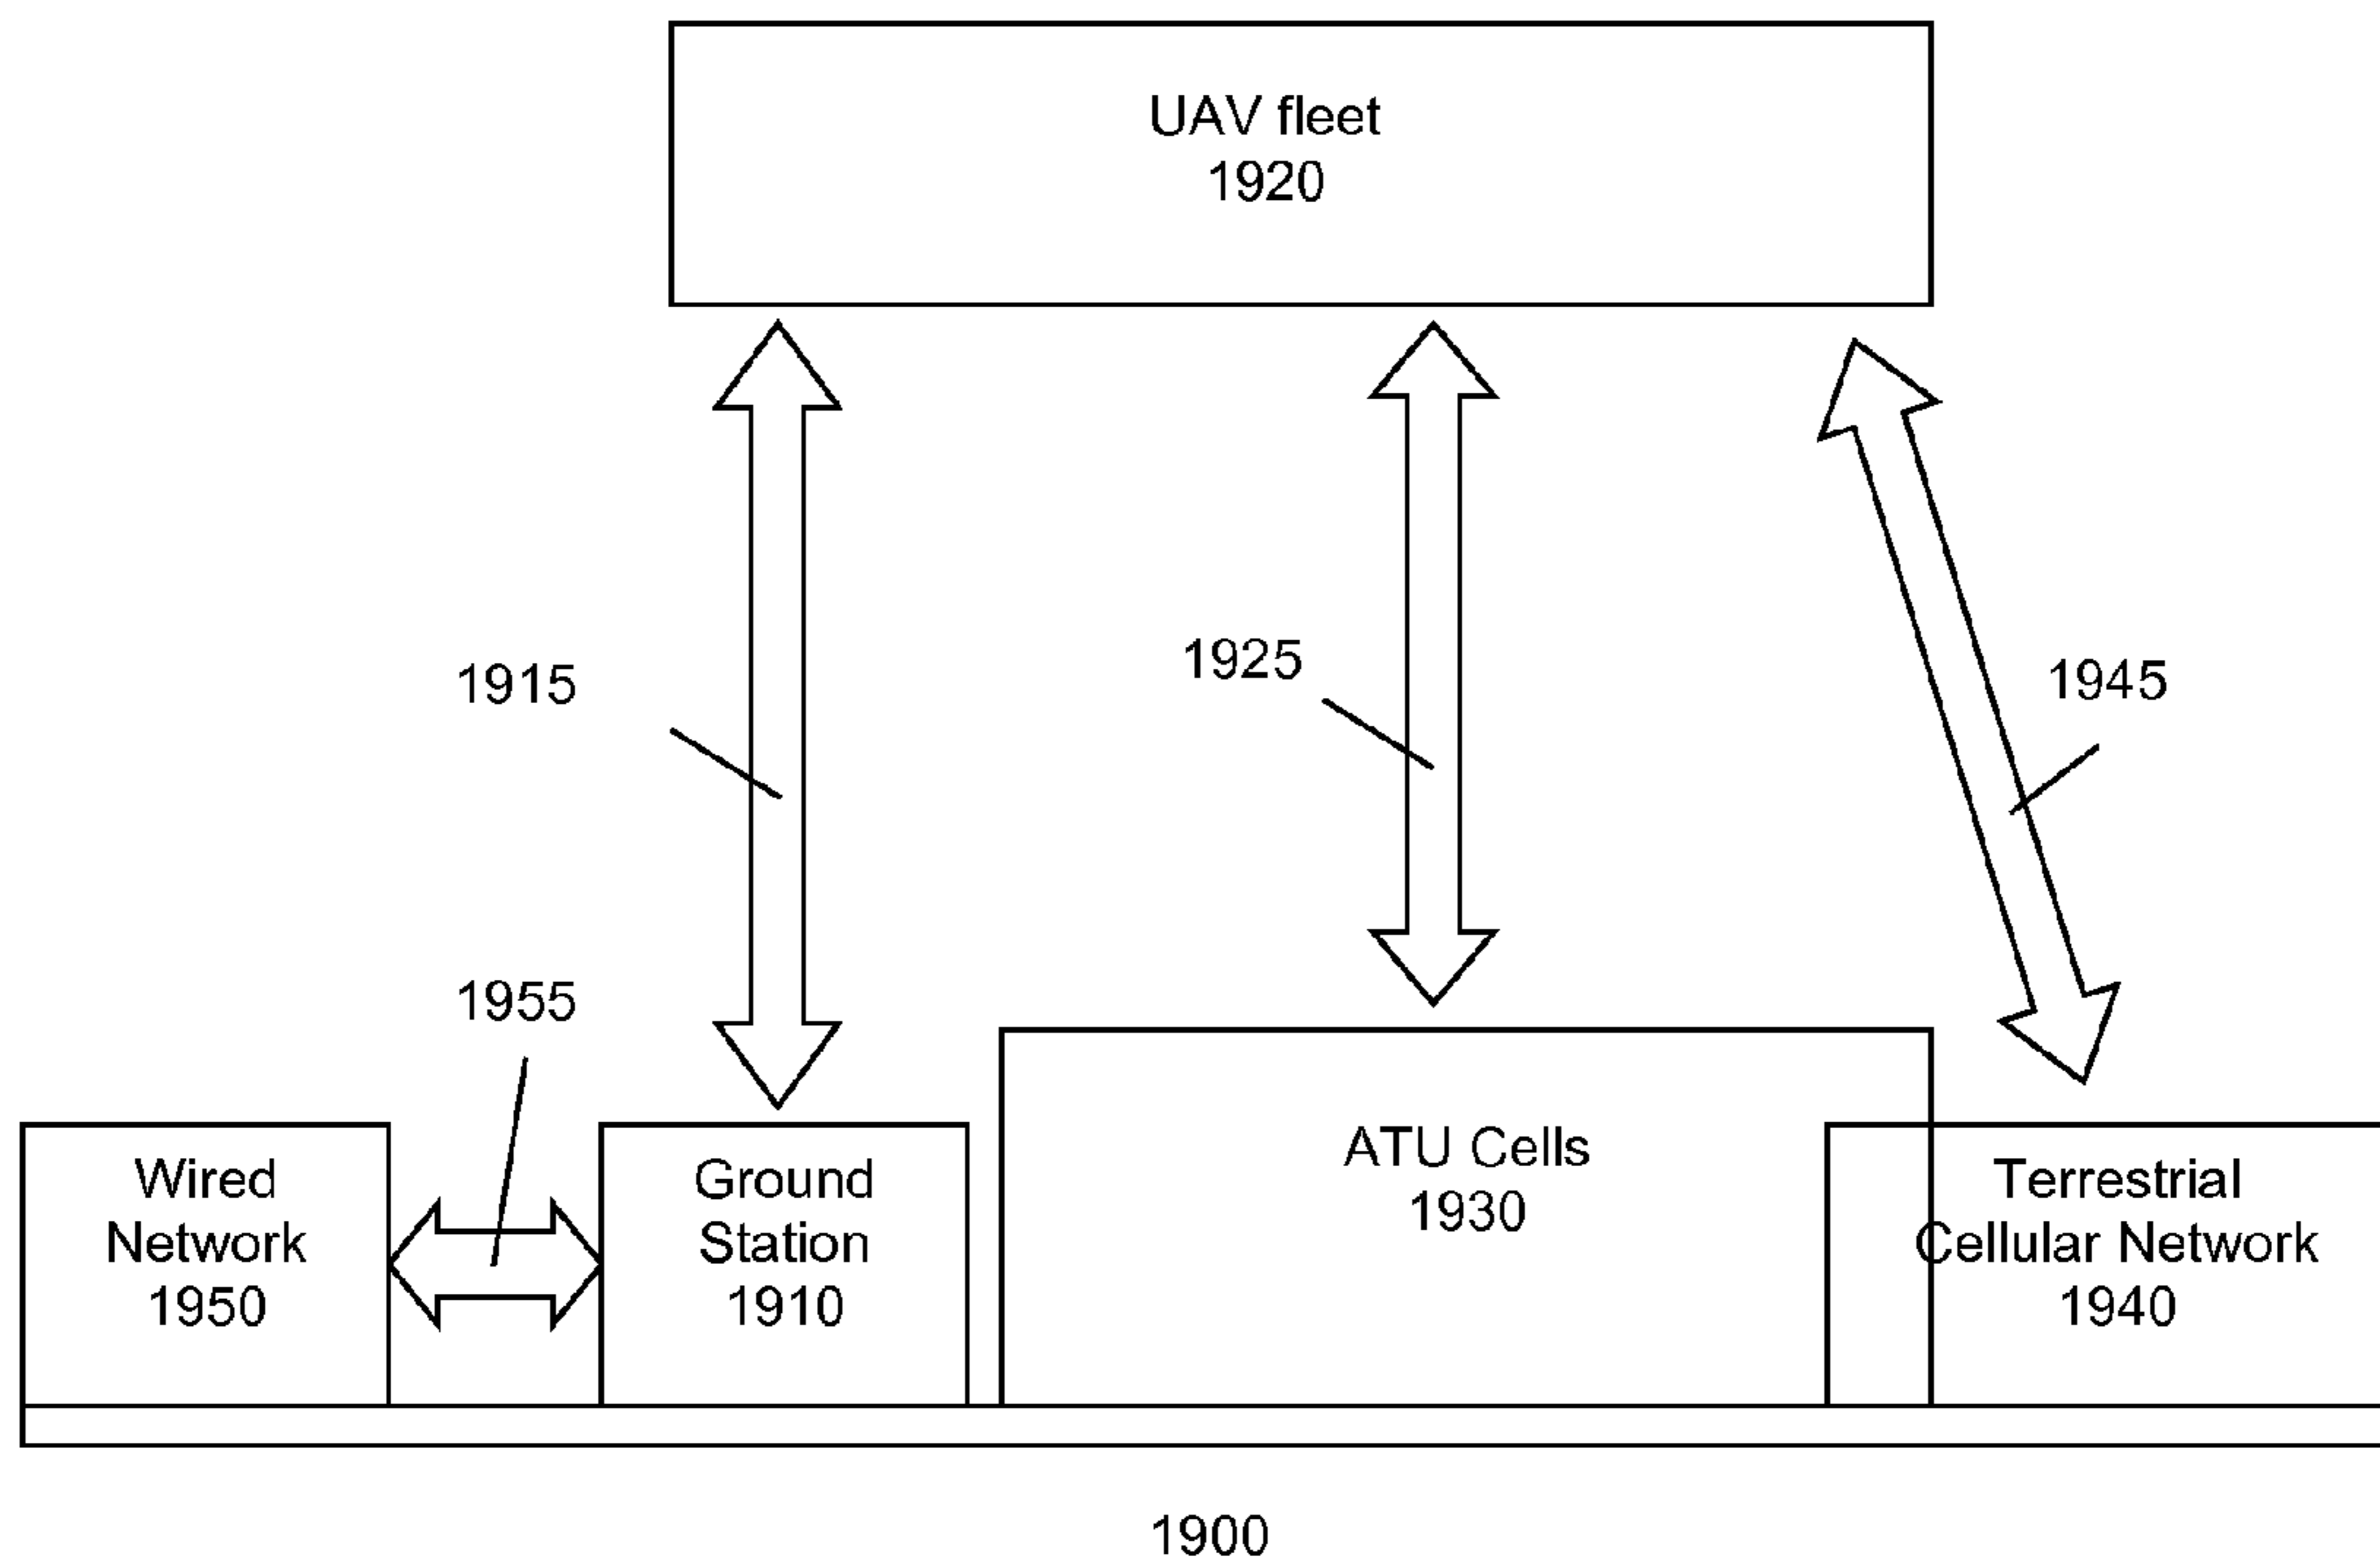 UAV fleet
1920
1915
1925
1945
1955
Wired
Network
1950
Ground
Station
1910
ATU Cells
1930
Terrestrial
Cellular Network
1940
1900